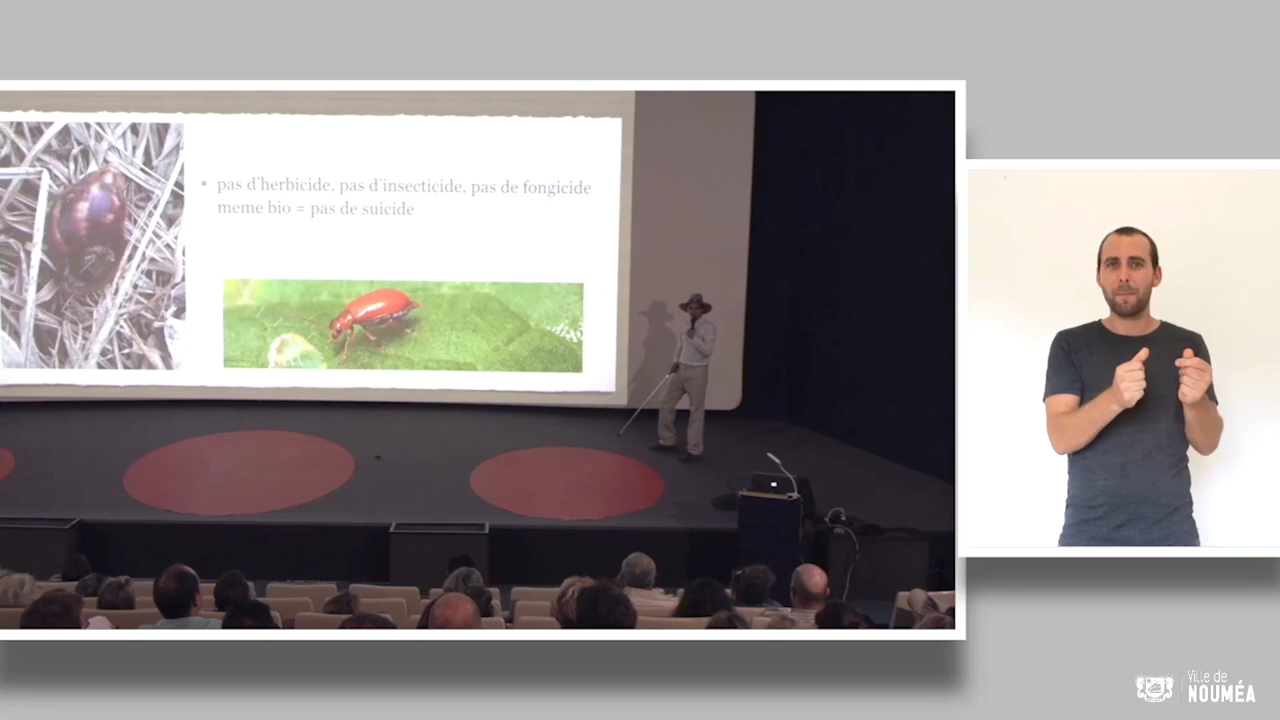 • pas d'herbicide, pas d'insecticide, pas de fongicide
meme bio = pas de suicide
Ville de
NOUMÉA